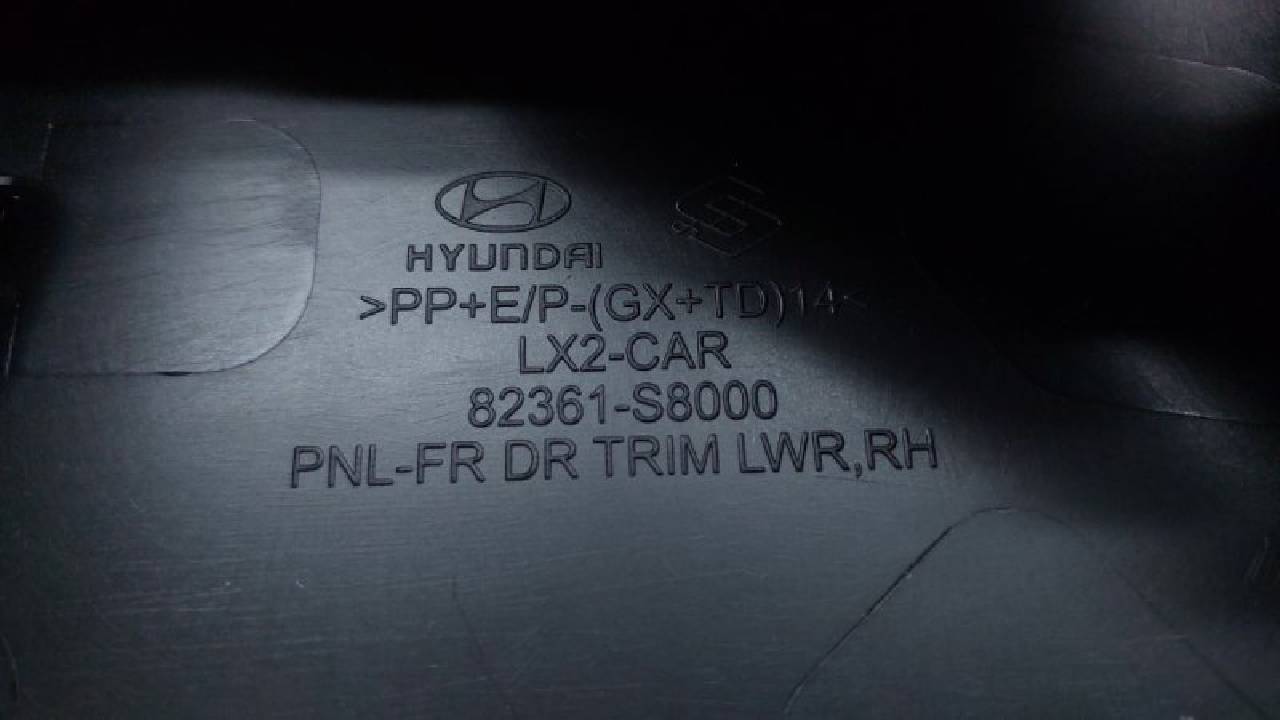 HYUNDAI
>PP+E/P-(GX+TD)14<
LX2-CAR
82361-S8000
PNL-FR DR TRIM LWR,RH